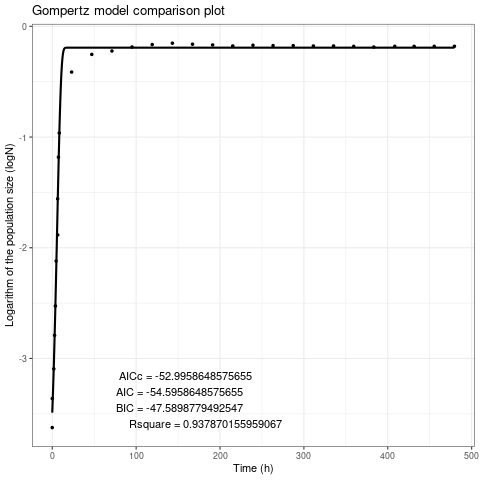 Gompertz model comparison plot
Logarithm of the population size (logN)
0
-1
-2
-3
AICc = -52.9958648575655
AIC = -54.5958648575655
BIC = -47.5898779492547
Rsquare = 0.937870155959067
0 100 200 300 400 500
Time (h)